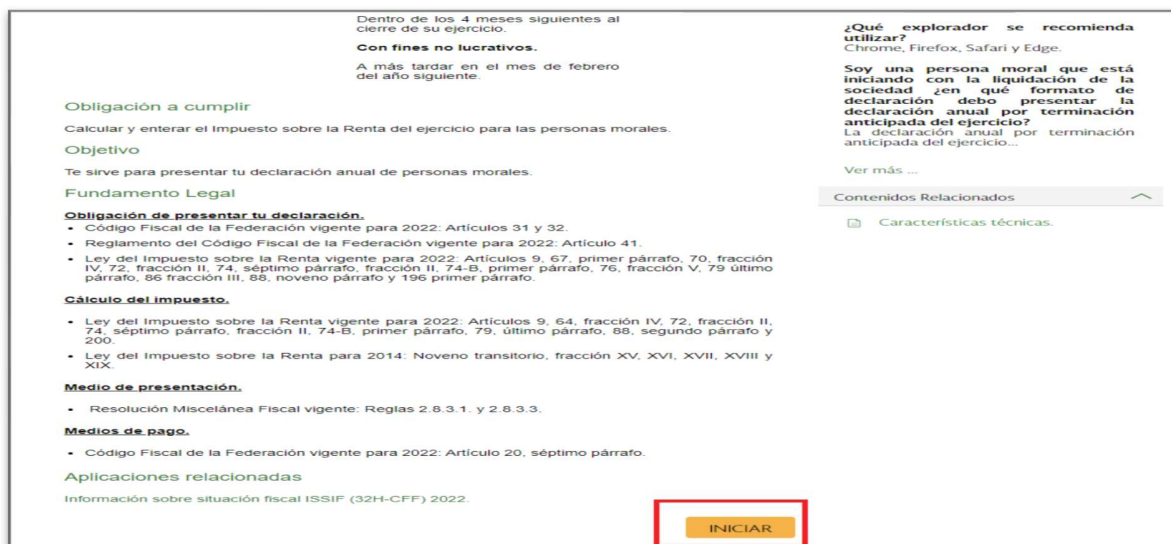 Dentro de los 4 meses siguientes al
cierre de su ejercicio.
Con fines no lucrativos.
A más tardar en el mes de febrero
del año siguiente.
Obligación a cumplir
Calcular y enterar el Impuesto sobre la Renta del ejercicio para las personas morales.
Objetivo
Te sirve para presentar tu declaración anual de personas morales.
Fundamento Legal
Obligación de presentar tu declaración.
• Código Fiscal de la Federación vigente para 2022: Artículos 31 y 32.
• Reglamento del Código Fiscal de la Federación vigente para 2022: Artículo 41.
• Ley del Impuesto sobre la Renta vigente para 2022: Artículos 9, 67, primer párrafo, 70, fracción
IV, 72, fracción II, 74, séptimo párrafo, fracción II, 74-B, primer párrafo, 76, fracción V, 79 último
párrafo, 86 fracción III, 88, noveno párrafo y 196 primer párrafo.
Cálculo del impuesto.
• Ley del Impuesto sobre la Renta vigente para 2022: Artículos 9, 64, fracción IV, 72, fracción II,
74, séptimo párrafo, fracción II, 74-B, primer párrafo, 79, último párrafo, 88, segundo párrafo y
200.
• Ley del Impuesto sobre la Renta para 2014: Noveno transitorio, fracción XV, XVI, XVII, XVIII y
XIX.
Medio de presentación.
• Resolución Miscelánea Fiscal vigente: Reglas 2.8.3.1. y 2.8.3.3.
Medios de pago.
• Código Fiscal de la Federación vigente para 2022: Artículo 20, séptimo párrafo.
Aplicaciones relacionadas
Información sobre situación fiscal ISSIF (32H-CFF) 2022.
INICIAR
¿Qué explorador se recomienda
utilizar?
Chrome, Firefox, Safari y Edge.
Soy una persona moral que está
iniciando con la liquidación de la
sociedad ¿en qué formato de
declaración debo presentar la
declaración anual por terminación
anticipada del ejercicio?
La declaración anual por terminación
anticipada del ejercicio...
Ver más ...
Contenidos Relacionados
Características técnicas.